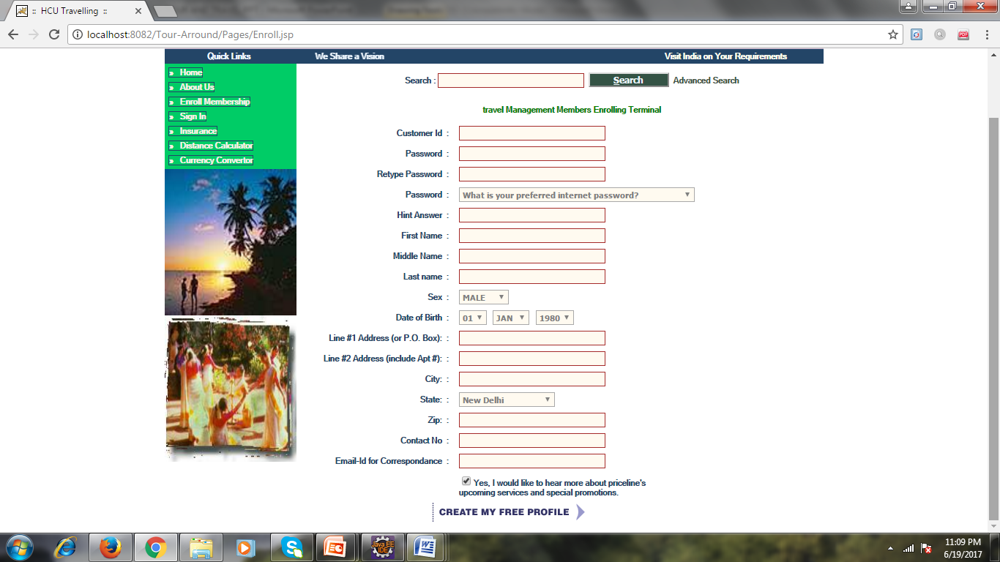 :: HCU Travelling ::
localhost:8082/Tour-Arround/Pages/Enroll.jsp
PDF
Quick Links We Share a Vision Visit India on Your Requirements
» Home
» About Us
» Enroll Membership
» Sign In
» Insurance
» Distance Calculator
» Currency Convertor
Search : Search Advanced Search
travel Management Members Enrolling Terminal
Customer Id :
Password :
Retype Password :
Password : What is your preferred internet password?
Hint Answer :
First Name :
Middle Name :
Last name :
Sex : MALE
Date of Birth : 01 JAN 1980
Line #1 Address (or P.O. Box): :
Line #2 Address (include Apt #): :
City: :
State: : New Delhi
Zip: :
Contact No :
Email-Id for Correspondance :
Yes, I would like to hear more about priceline's
upcoming services and special promotions.
CREATE MY FREE PROFILE
Java EE
IDE
11:09 PM
6/19/2017